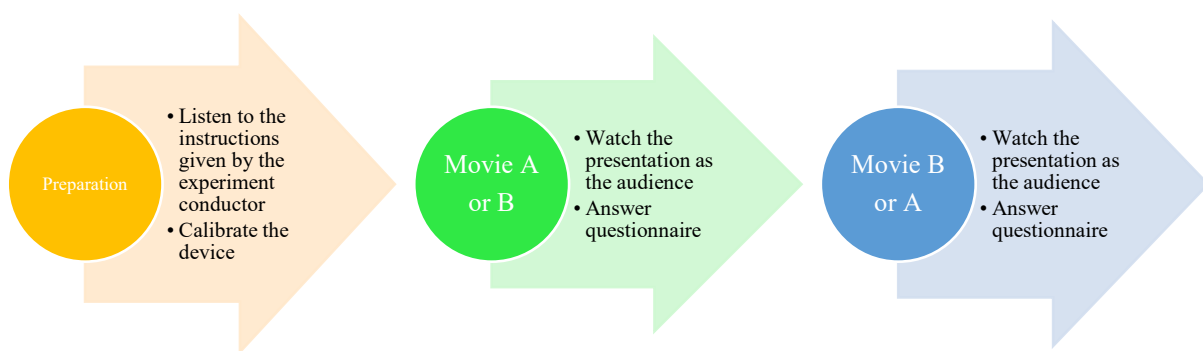 Preparation
• Listen to the
instructions
given by the
experiment
conductor
• Calibrate the
device
Movie A
or B
• Watch the
presentation as
the audience
• Answer
questionnaire
Movie B
or A
• Watch the
presentation as
the audience
• Answer
questionnaire